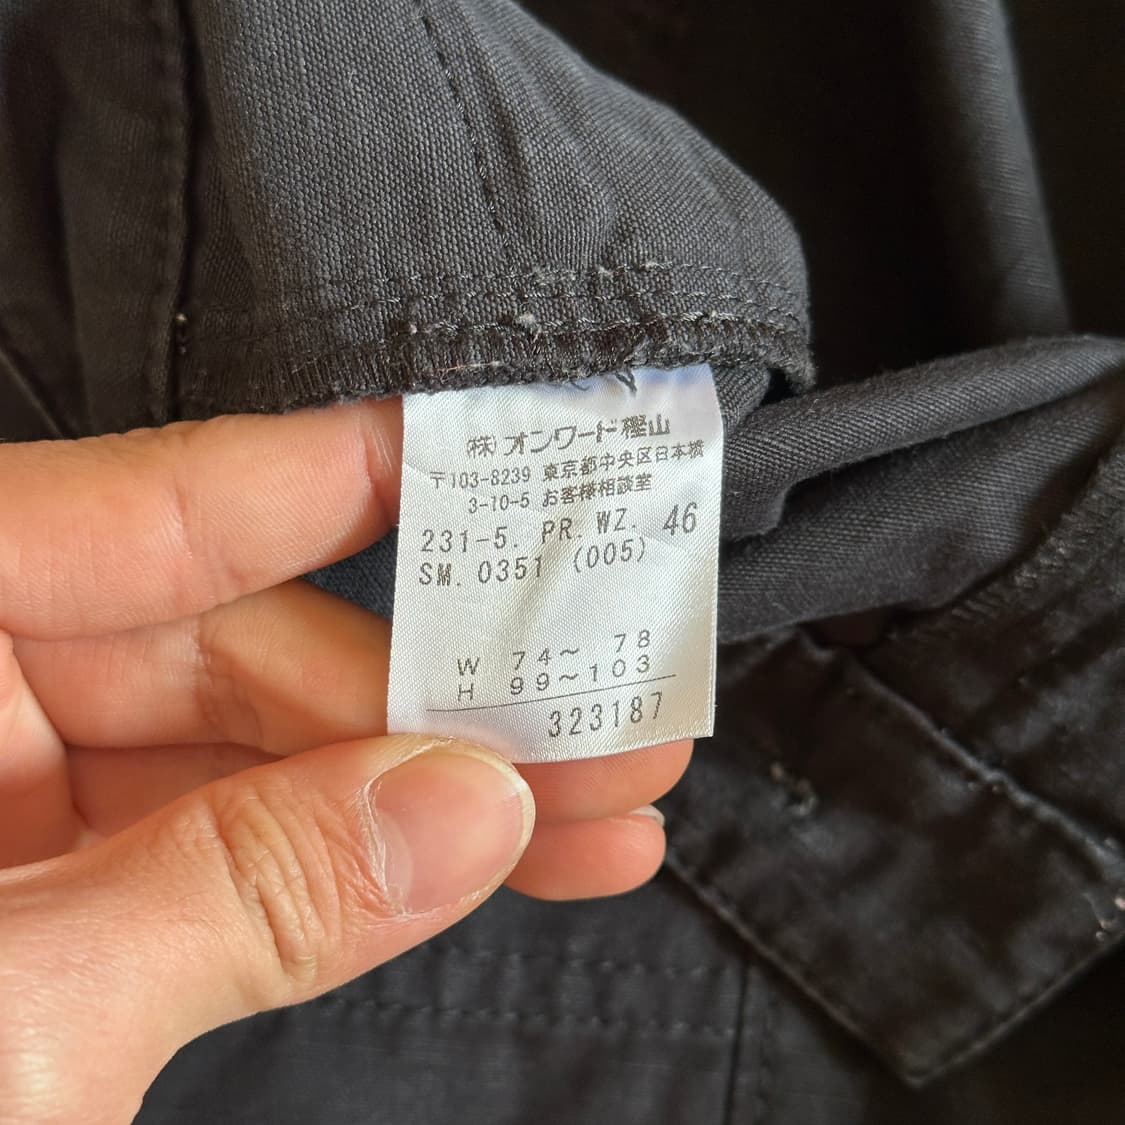 (株)オンワード樫山
〒103-8239 東京都中央区日本橋
3-10-5 お客様相談室
231-5. PR. WZ. 46
SM. 0351 (005)
W 74~ 78
H 99~103
323187